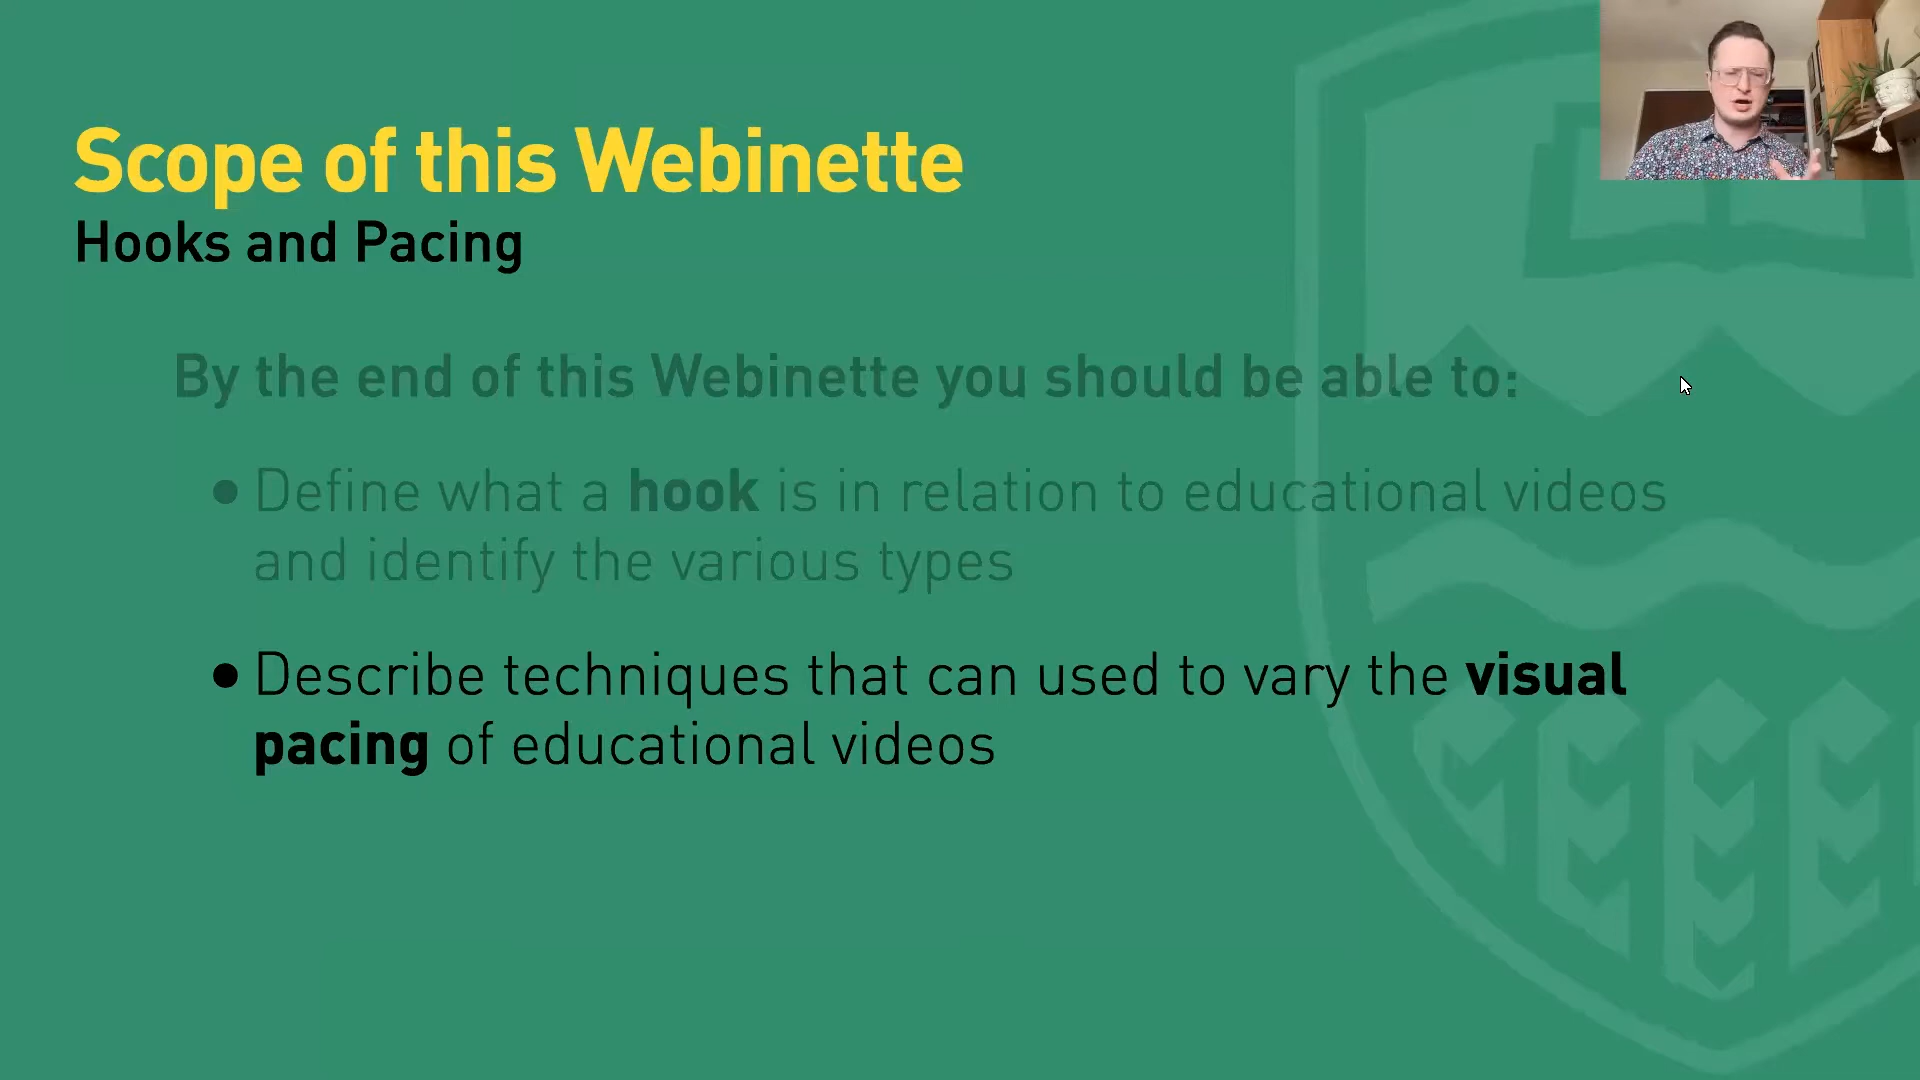 Scope of this Webinette
Hooks and Pacing
By the end of this Webinette you should be able to:
● Define what a hook is in relation to educational videos
and identify the various types
● Describe techniques that can used to vary the visual
pacing of educational videos